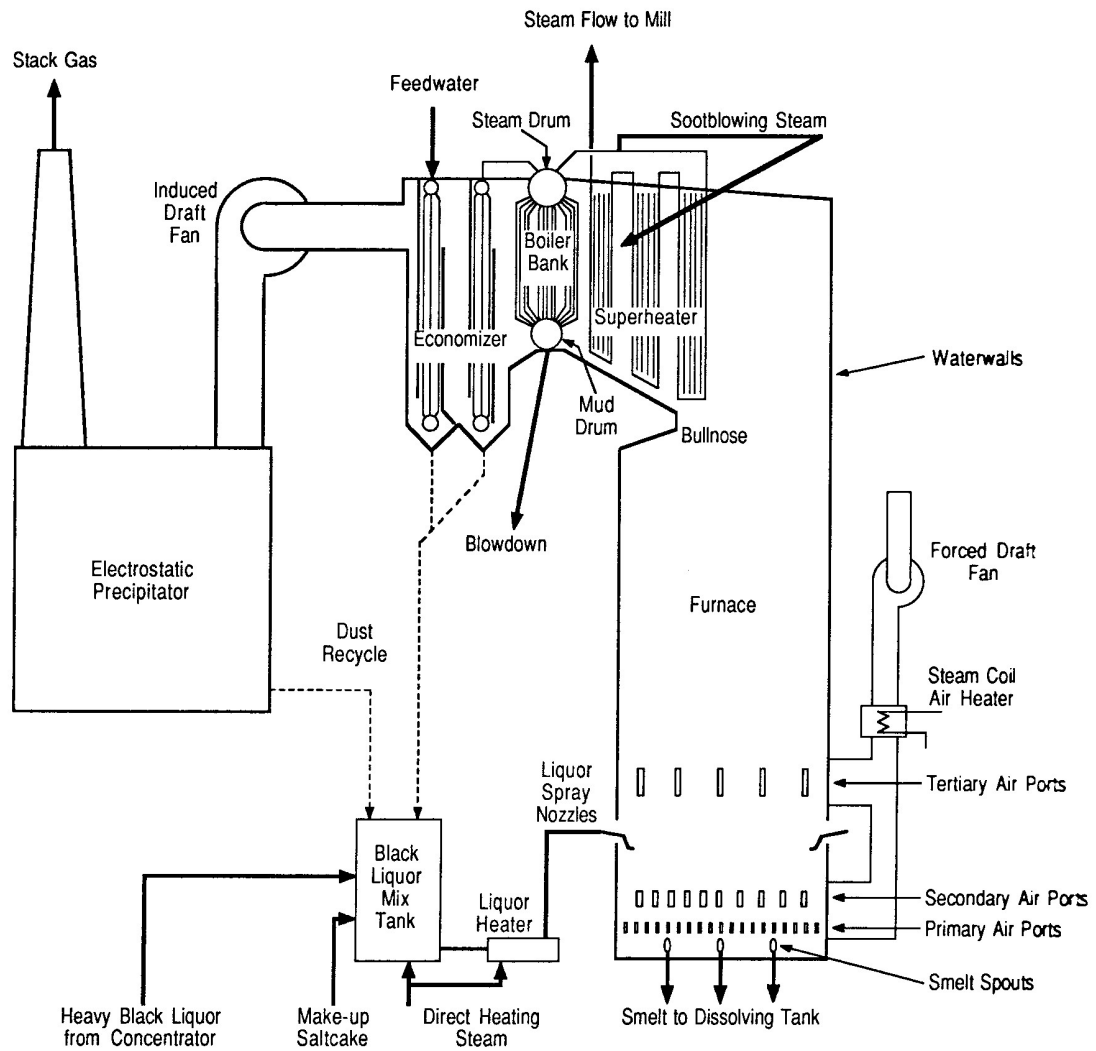 Steam Flow to Mill
Stack Gas
Feedwater
Steam Drum
Sootblowing Steam
Induced
Draft
Fan
Boiler
Bank
Economizer
Superheater
Waterwalls
Mud
Drum
Bullnose
Blowdown
Electrostatic
Precipitator
Furnace
Forced Draft
Fan
Dust
Recycle
Steam Coil
Air Heater
Liquor
Spray
Nozzles
Tertiary Air Ports
Black
Liquor
Mix
Tank
Liquor
Heater
Secondary Air Ports
Primary Air Ports
Smelt Spouts
Heavy Black Liquor
from Concentrator
Make-up
Saltcake
Direct Heating
Steam
Smelt to Dissolving Tank